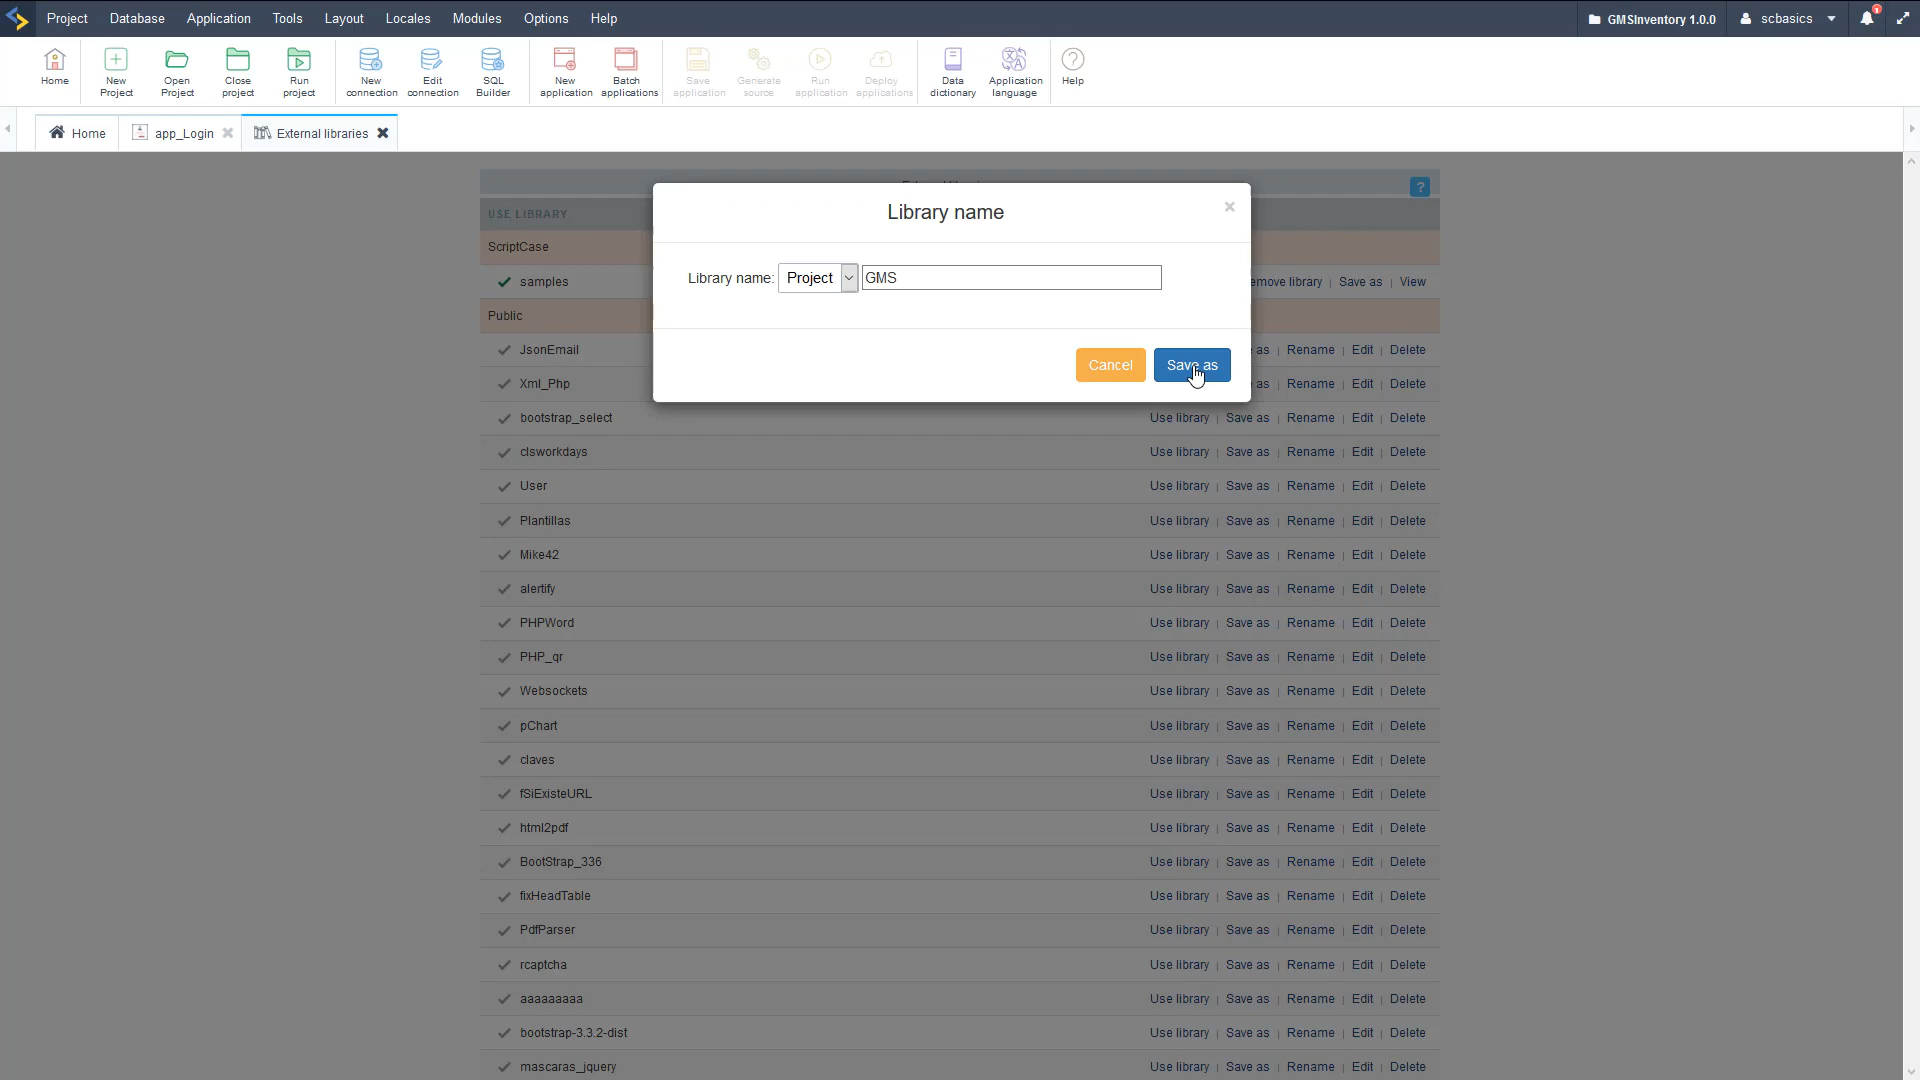 Project Database Application Tools Layout Locales Modules Options Help GMSInventory 1.0.0 scbasics 1
Home New Project Open Project Close project Run project New connection Edit connection SQL Builder New application Batch applications Save application Generate source Run application Deploy applications Data dictionary Application language Help
Home app_Login External libraries
?
USE LIBRARY
Library name
ScriptCase
Library name: Project GMS
samples emove library | Save as | View
Public
JsonEmail as | Rename | Edit | Delete
Cancel Save as
Xml_Php as | Rename | Edit | Delete
bootstrap_select Use library | Save as | Rename | Edit | Delete
clsworkdays Use library | Save as | Rename | Edit | Delete
User Use library | Save as | Rename | Edit | Delete
Plantillas Use library | Save as | Rename | Edit | Delete
Mike42 Use library | Save as | Rename | Edit | Delete
alertify Use library | Save as | Rename | Edit | Delete
PHPWord Use library | Save as | Rename | Edit | Delete
PHP_qr Use library | Save as | Rename | Edit | Delete
Websockets Use library | Save as | Rename | Edit | Delete
pChart Use library | Save as | Rename | Edit | Delete
claves Use library | Save as | Rename | Edit | Delete
fSiExisteURL Use library | Save as | Rename | Edit | Delete
html2pdf Use library | Save as | Rename | Edit | Delete
BootStrap_336 Use library | Save as | Rename | Edit | Delete
fixHeadTable Use library | Save as | Rename | Edit | Delete
PdfParser Use library | Save as | Rename | Edit | Delete
rcaptcha Use library | Save as | Rename | Edit | Delete
aaaaaaaaa Use library | Save as | Rename | Edit | Delete
bootstrap-3.3.2-dist Use library | Save as | Rename | Edit | Delete
mascaras_jquery Use library | Save as | Rename | Edit | Delete